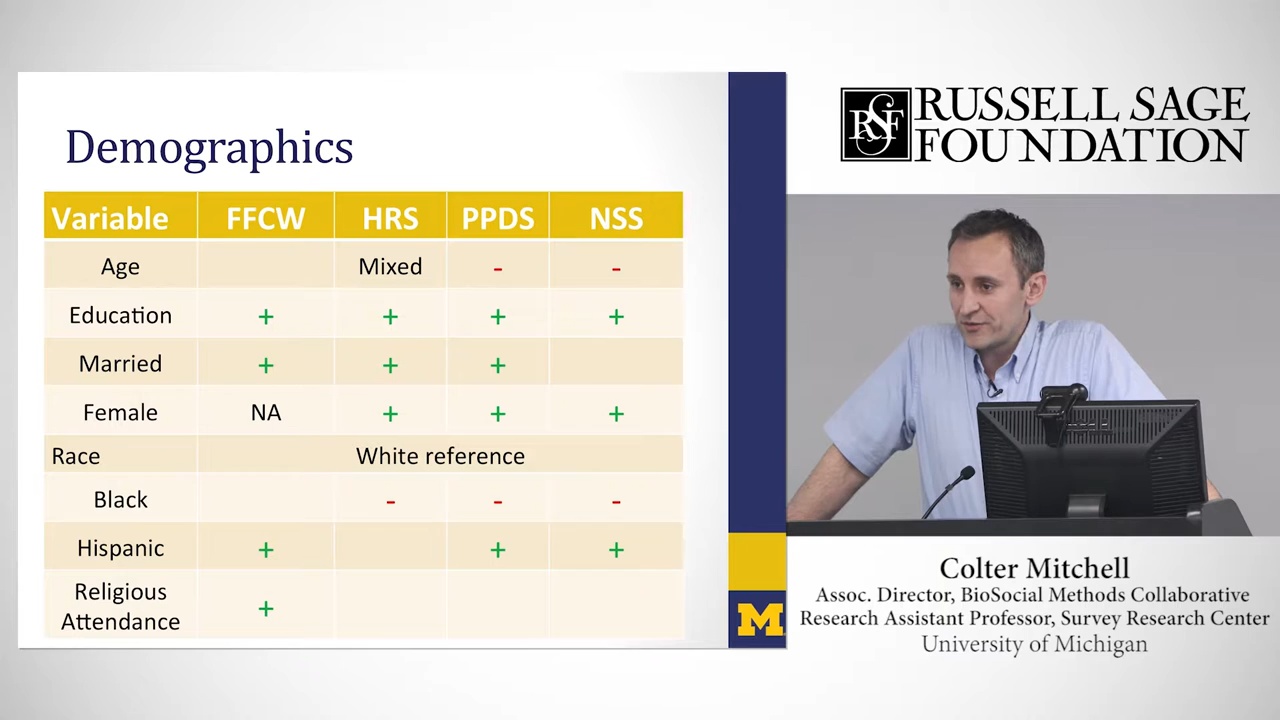 Demographics
Variable FFCW HRS PPDS NSS
Age Mixed - -
Education + + + +
Married + + +
Female NA + + +
Race White reference
Black - - -
Hispanic + + +
Religious
Attendance +
M
RSF
RUSSELL SAGE
FOUNDATION
Colter Mitchell
Assoc. Director, BioSocial Methods Collaborative
Research Assistant Professor, Survey Research Center
University of Michigan